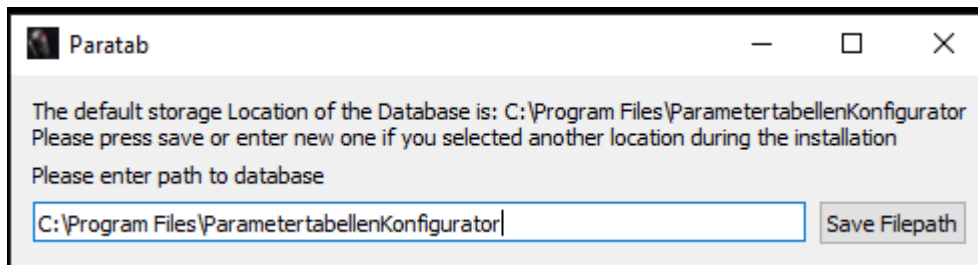 Paratab
The default storage Location of the Database is: C:\Program Files\ParametertabellenKonfigurator
Please press save or enter new one if you selected another location during the installation
Please enter path to database
C:\Program Files\ParametertabellenKonfigurator
Save Filepath